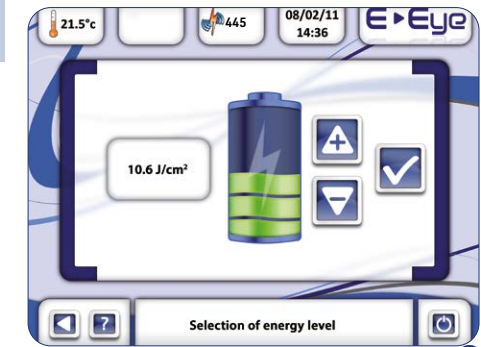 21.5°c
445
08/02/11
14:36
E▸Eye
10.6 J/cm²
+
−
?
Selection of energy level